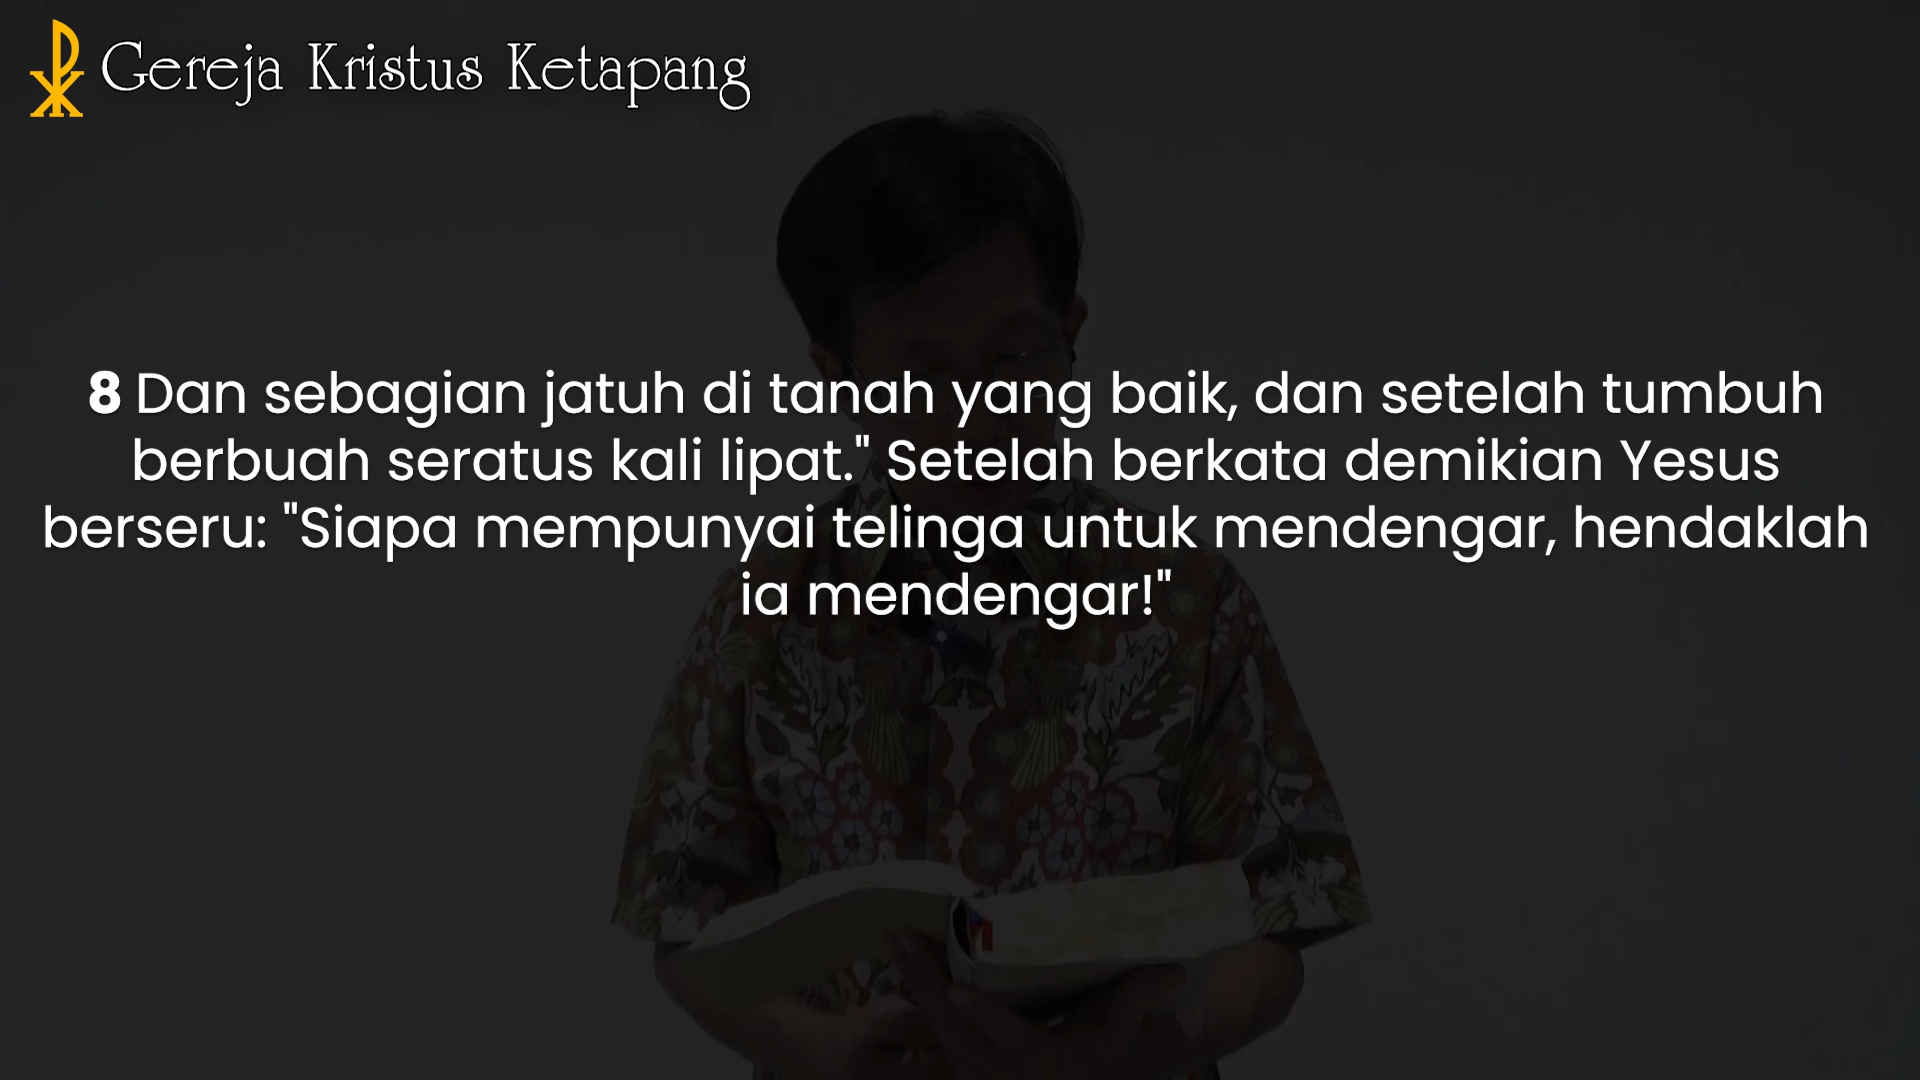 Gereja Kristus Ketapang
8 Dan sebagian jatuh di tanah yang baik, dan setelah tumbuh
berbuah seratus kali lipat." Setelah berkata demikian Yesus
berseru: "Siapa mempunyai telinga untuk mendengar, hendaklah
ia mendengar!"